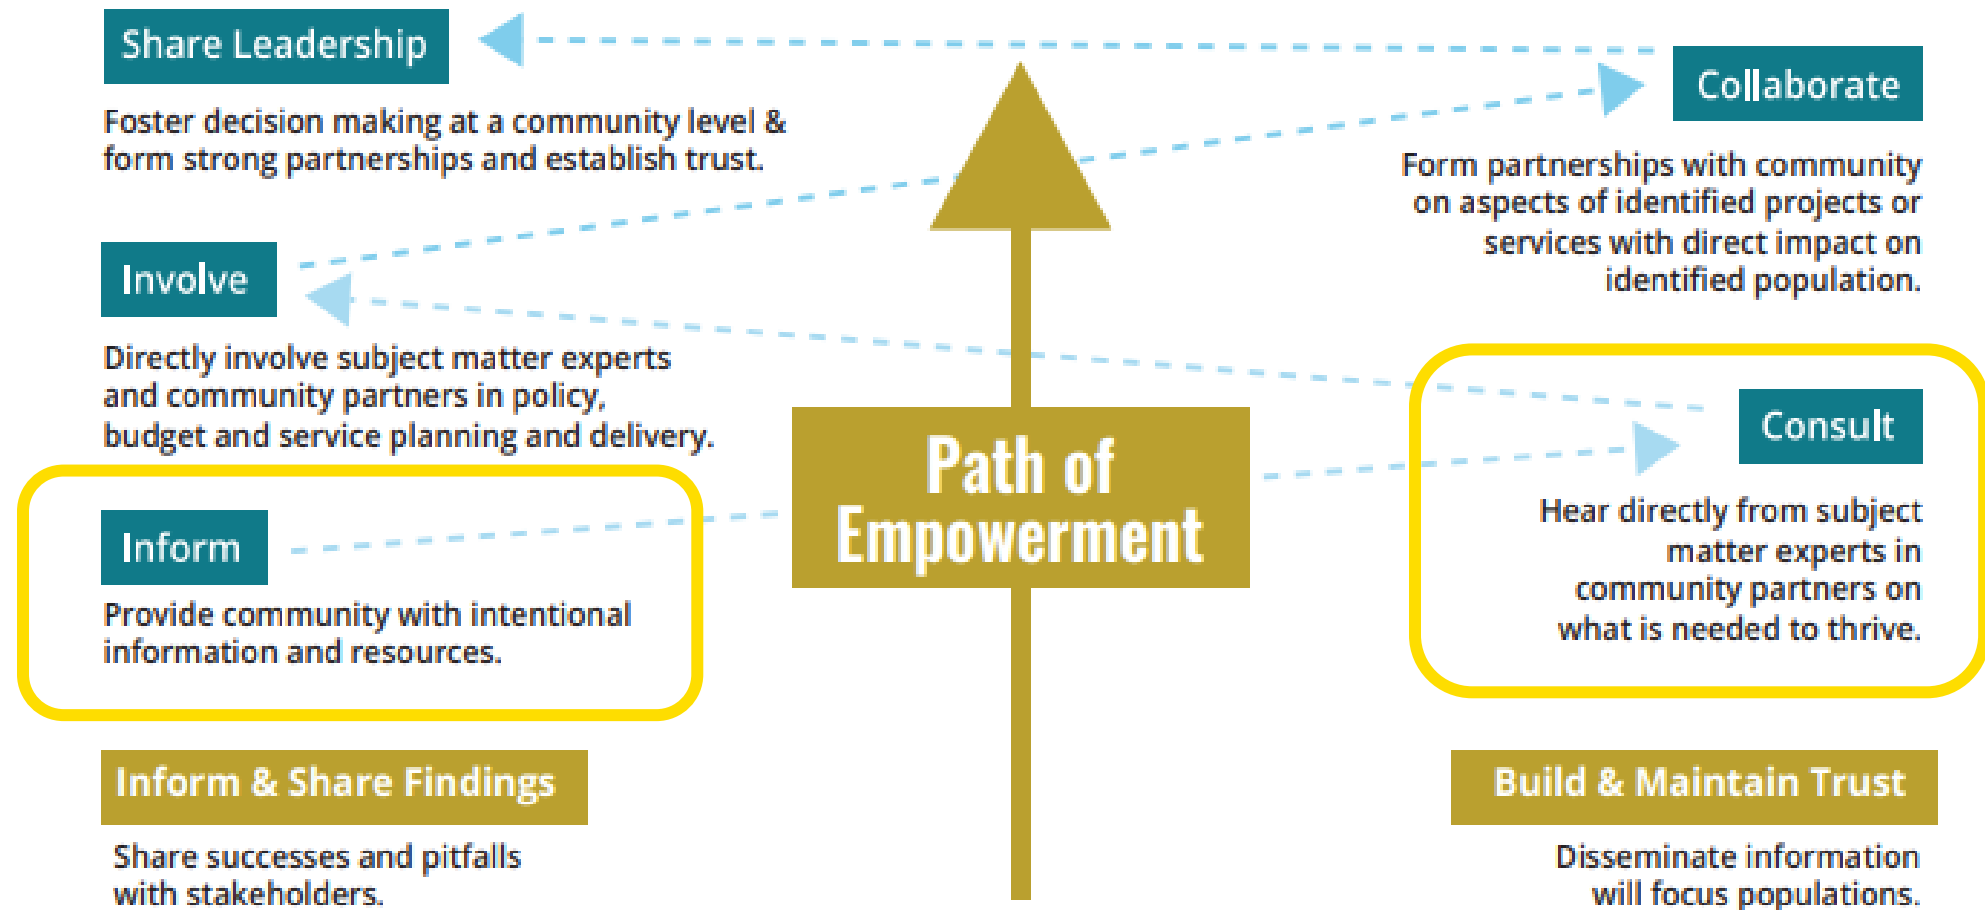 Share Leadership
Foster decision making at a community level &
form strong partnerships and establish trust.
Collaborate
Form partnerships with community
on aspects of identified projects or
services with direct impact on
identified population.
Involve
Directly involve subject matter experts
and community partners in policy,
budget and service planning and delivery.
Path of
Empowerment
Consult
Hear directly from subject
matter experts in
community partners on
what is needed to thrive.
Inform
Provide community with intentional
information and resources.
Inform & Share Findings
Share successes and pitfalls
with stakeholders.
Build & Maintain Trust
Disseminate information
will focus populations.